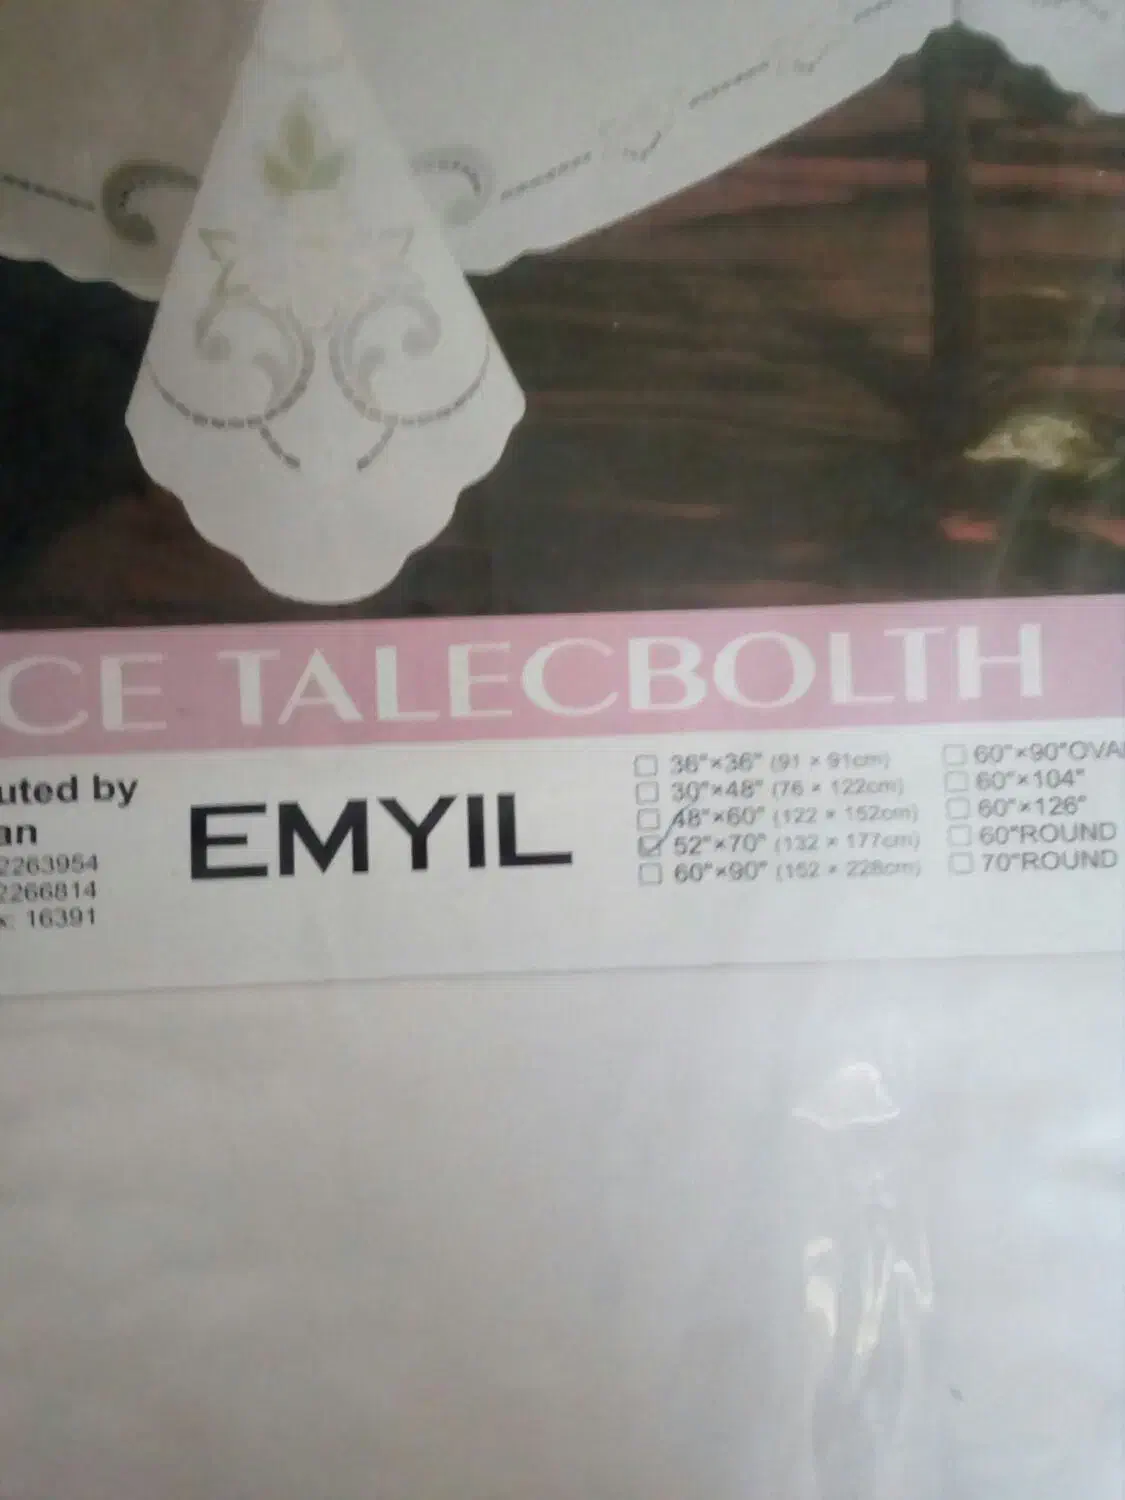 CE TALECBOLTH
uted by
an
2263954
2266814
x: 16391
EMYIL
36"×36" (91 × 91cm)
30"×48" (76 × 122cm)
48"×60" (122 × 152cm)
52"×70" (132 × 177cm)
60"×90" (152 × 228cm)
60"×90"OVA
60"×104"
60"×126"
60"ROUND
70"ROUND